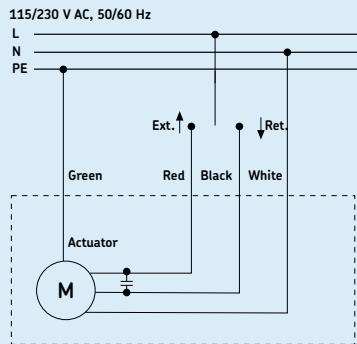 115/230 V AC, 50/60 Hz
L
N
PE
Ext. Ret.
Green Red Black White
Actuator
M